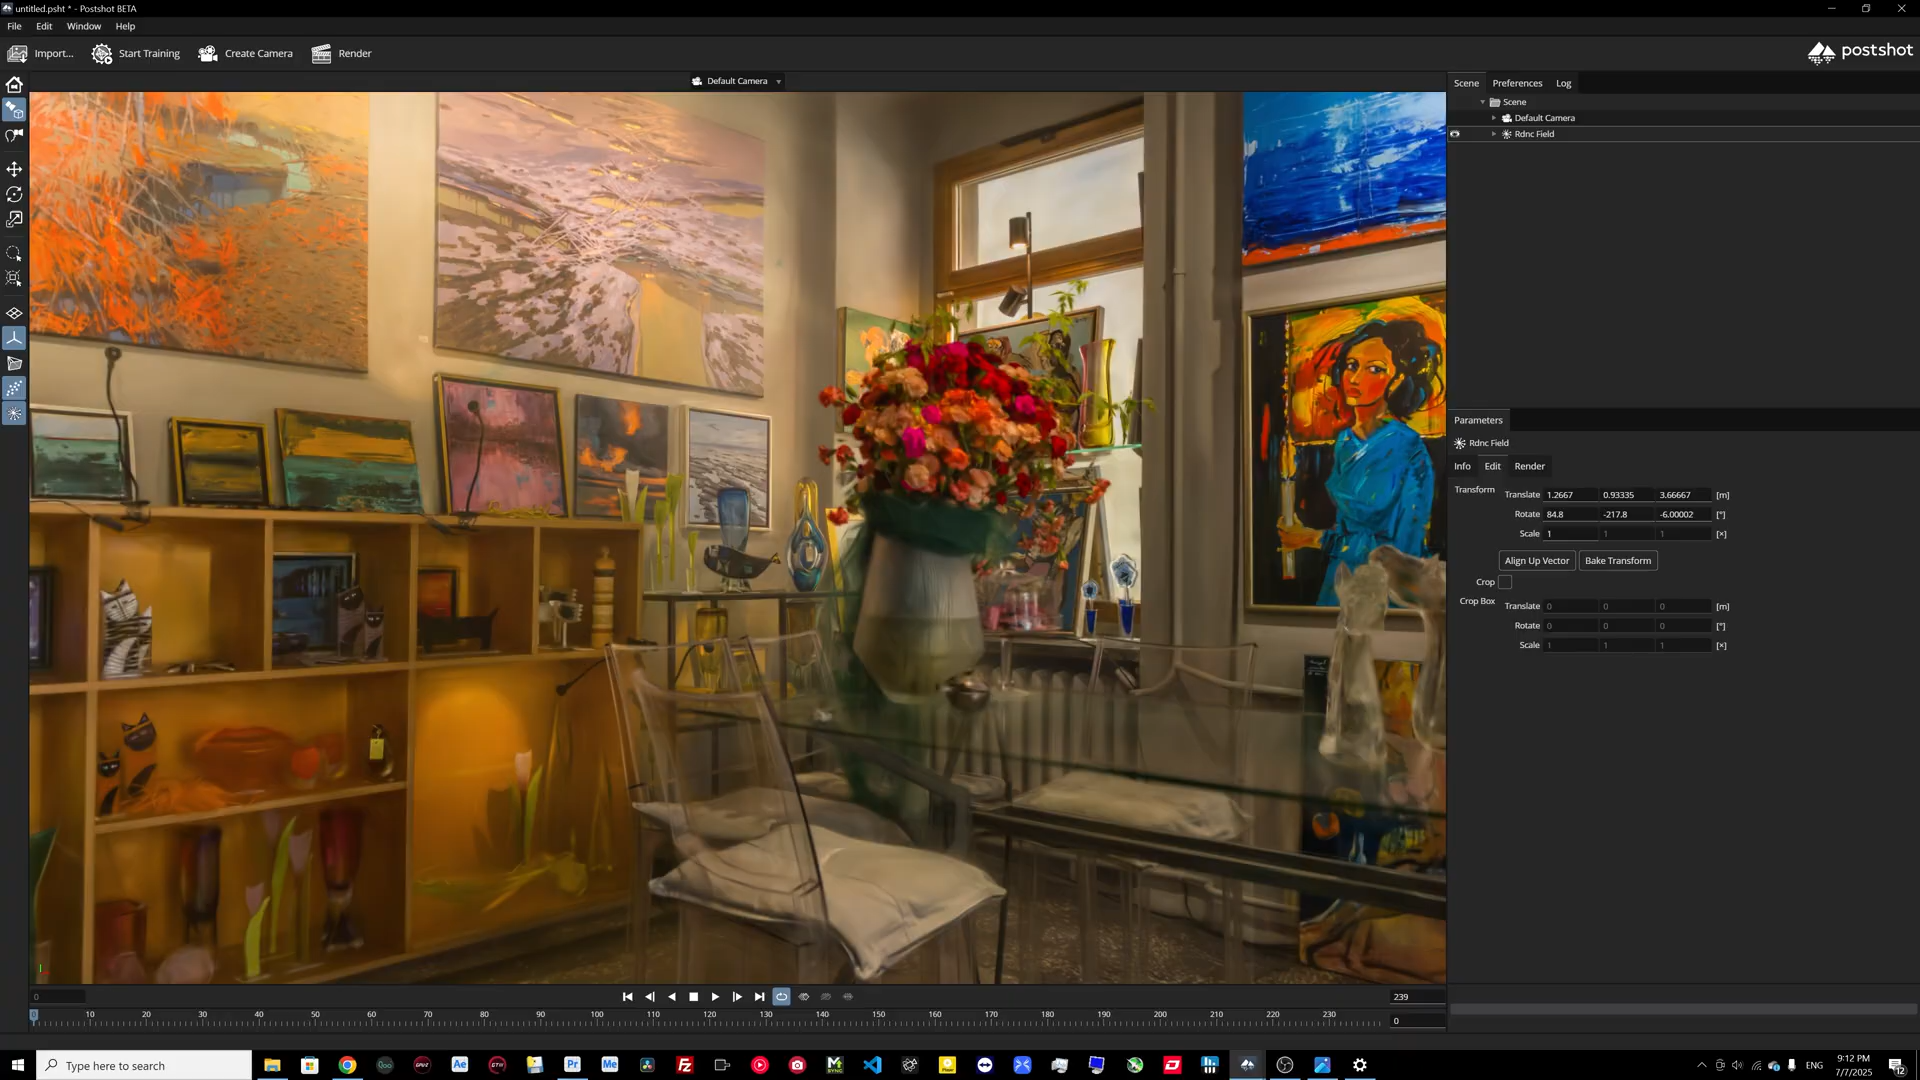 untitled.psht * - Postshot BETA
File Edit Window Help
Import... Start Training Create Camera Render
postshot
Default Camera
Scene Preferences Log
Scene
Default Camera
Rdnc Field
Parameters
Rdnc Field
Info Edit Render
Transform Translate 1.2667 0.93335 3.66667 [m]
Rotate 84.8 -217.8 -6.00002 [°]
Scale 1 1 1 [×]
Align Up Vector Bake Transform
Crop
Crop Box Translate 0 0 0 [m]
Rotate 0 0 0 [°]
Scale 1 1 1 [×]
0 239
0 10 20 30 40 50 60 70 80 90 100 110 120 130 140 150 160 170 180 190 200 210 220 230
0
Type here to search
Ae
Pr
Me
ENG
9:12 PM
7/7/2025
12